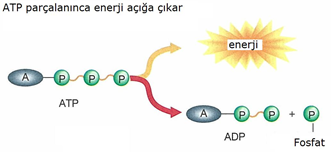 ATP parçalanınca enerji açığa çıkar
enerji
A P P P
ATP
A P P + P
ADP
Fosfat